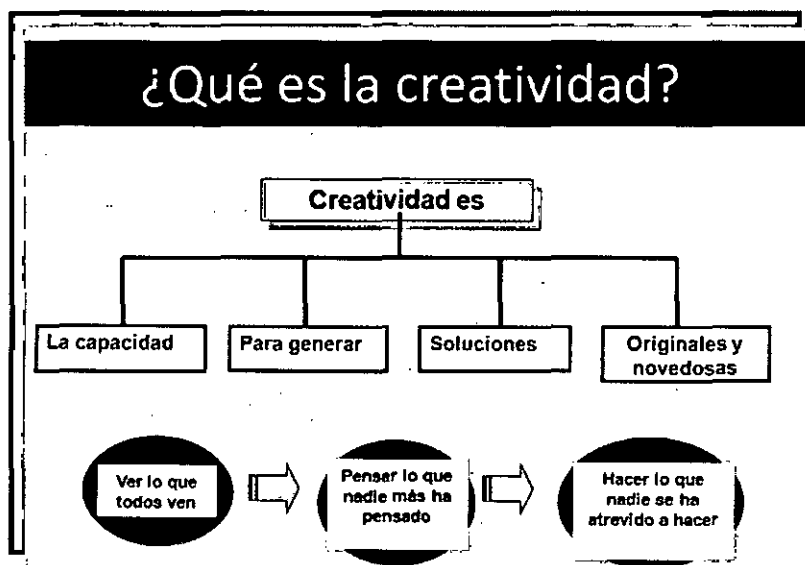 ¿Qué es la creatividad?
Creatividad es
La capacidad
Para generar
Soluciones
Originales y
novedosas
Ver lo que
todos ven
Pensar lo que
nadie más ha
pensado
Hacer lo que
nadie se ha
atrevido a hacer